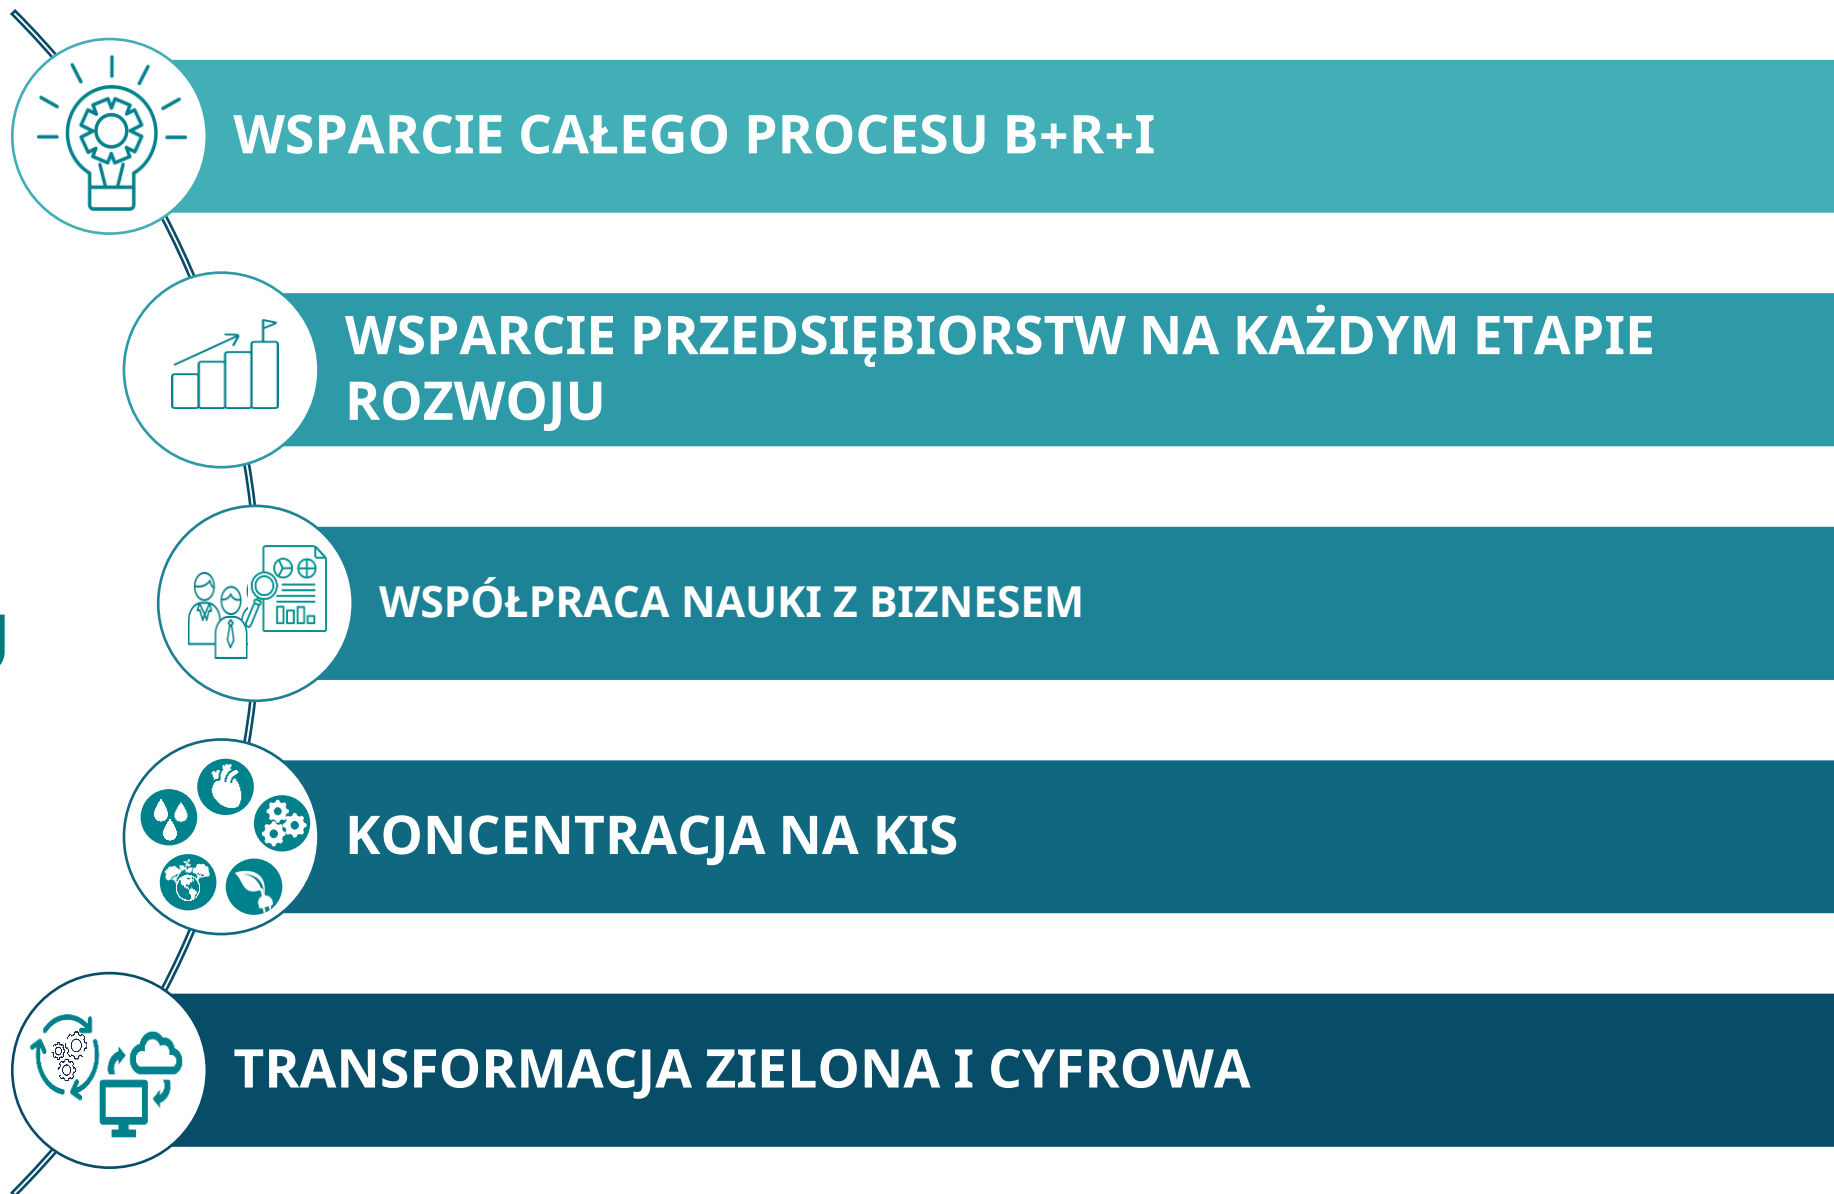 WSPARCIE CAŁEGO PROCESU B+R+I
WSPARCIE PRZEDSIĘBIORSTW NA KAŻDYM ETAPIE
ROZWOJU
WSPÓŁPRACA NAUKI Z BIZNESEM
KONCENTRACJA NA KIS
TRANSFORMACJA ZIELONA I CYFROWA